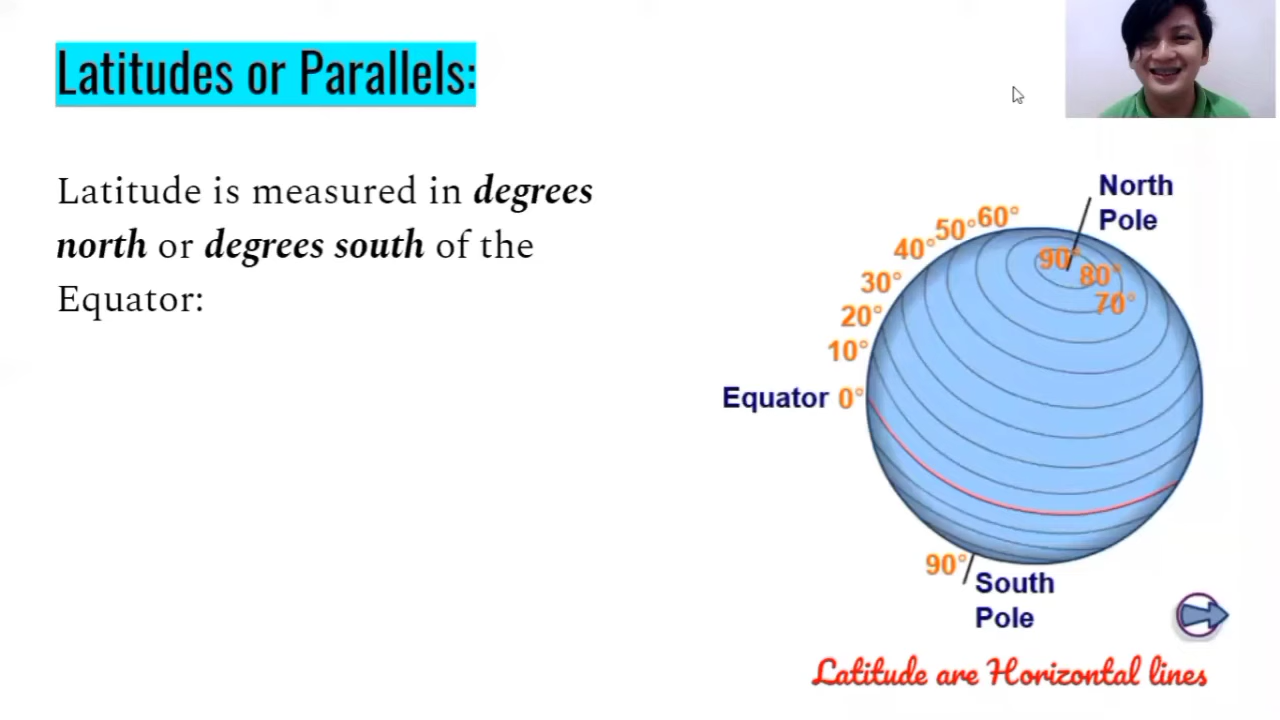 Latitudes or Parallels:
Latitude is measured in degrees
north or degrees south of the
Equator:
North
Pole
60°
50°
40°
90°
80°
30°
70°
20°
10°
Equator 0°
90°
South
Pole
Latitude are Horizontal lines